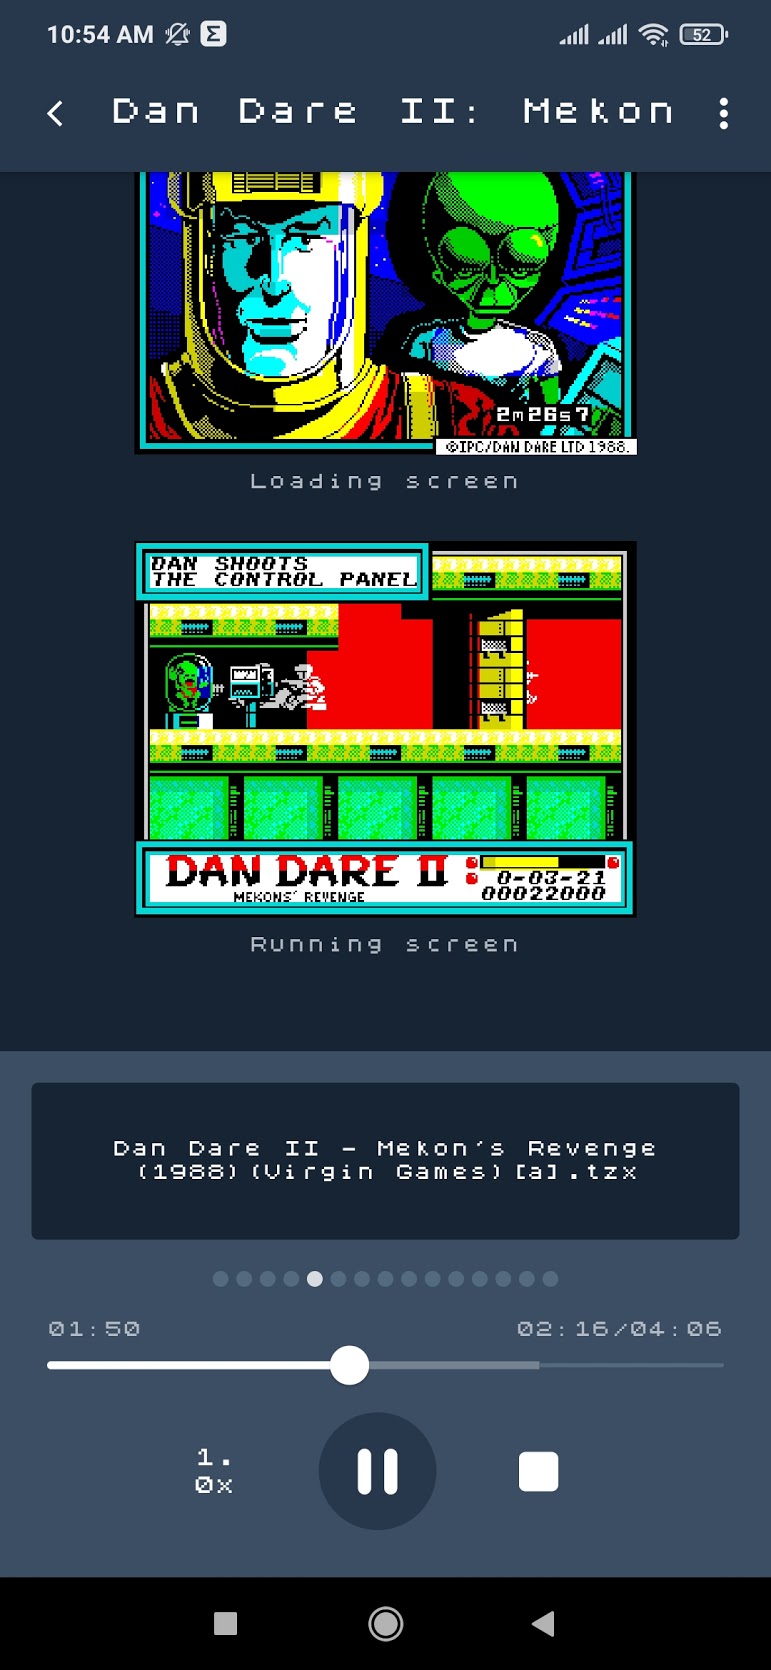 10:54 AM
52
Dan Dare II: Mekon
2m26s7
©IPC/DAN DARE LTD 1988.
Loading screen
DAN SHOOTS
THE CONTROL PANEL
DAN DARE II
MEKONS' REVENGE
0-03-21
00022000
Running screen
Dan Dare II - Mekon's Revenge
(1988)(Virgin Games)[a].tzx
01:50
02:16/04:06
1.
0x